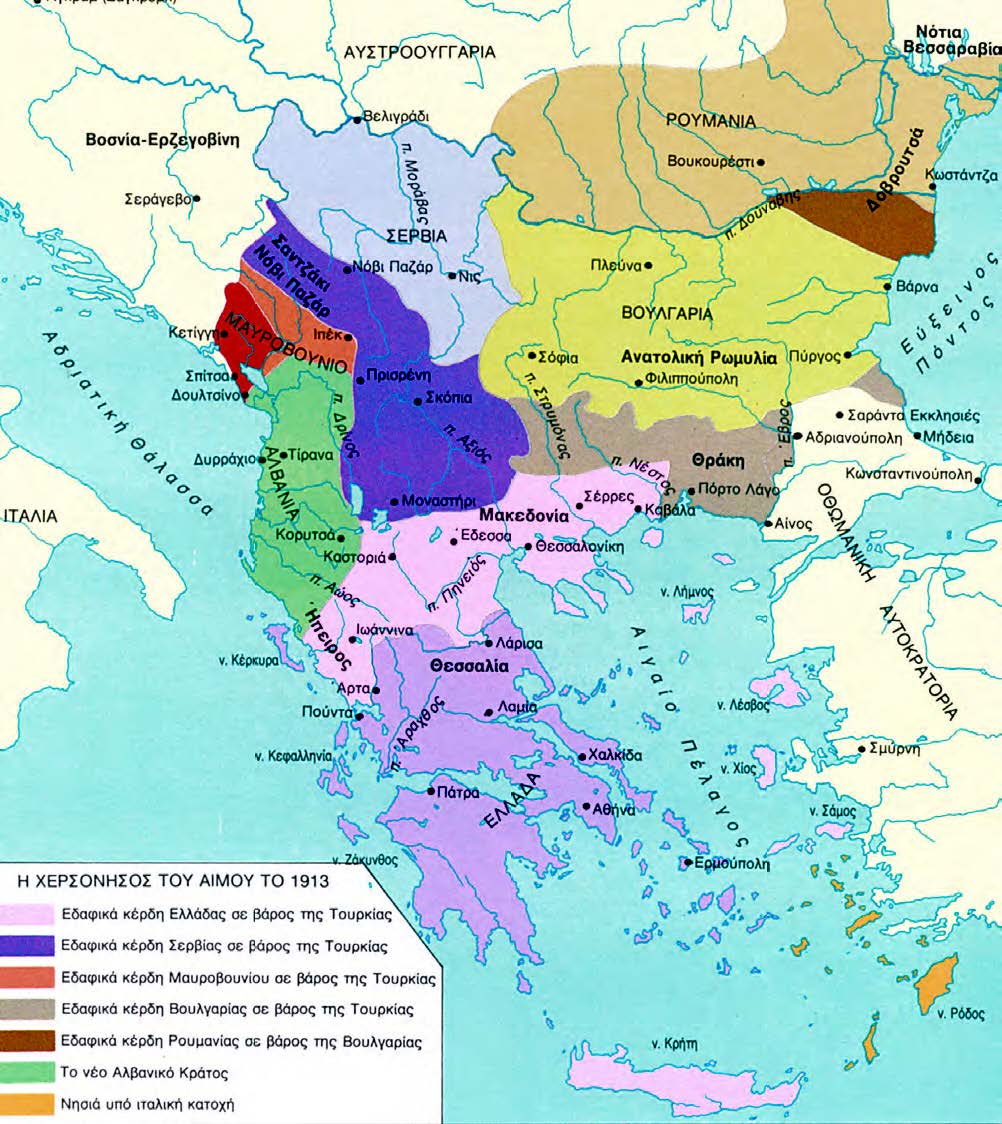 ΑΥΣΤΡΟΟΥΓΓΑΡΙΑ
Νότια
Βεσσαραβία
Βελιγράδι
Βοσνία-Ερζεγοβίνη
ΡΟΥΜΑΝΙΑ
Βουκουρέστι
Δοβρουτσά
Κωστάντζα
π. Μοράβας
Σεράγεβο
π. Δούναβης
ΣΕΡΒΙΑ
Σαντζάκι
Νόβι Παζάρ
Νόβι Παζάρ
Νις
Πλεύνα
Βάρνα
Εύξεινος
Πόντος
ΒΟΥΛΓΑΡΙΑ
Κετίγγη
ΜΑΥΡΟΒΟΥΝΙΟ
Ιπέκ
Σόφια
Ανατολική Ρωμυλία
Πύργος
Φιλιππούπολη
Σπίτσα
Δουλτσίνο
Πρισρένη
Σκόπια
π. Δρίνος
π. Στρυμόνας
π. Έβρος
Σαράντα Εκκλησιές
Αδριανούπολη
Μήδεια
Αδριατική Θάλασσα
π. Αξιός
Δυρράχιο
Τίρανα
ΑΛΒΑΝΙΑ
π. Νέστος
Θράκη
Κωνσταντινούπολη
Μοναστήρι
Σέρρες
Πόρτο Λάγο
Μακεδονία
Καβάλα
ΙΤΑΛΙΑ
Αίνος
ΟΘΩΜΑΝΙΚΗ
ΑΥΤΟΚΡΑΤΟΡΙΑ
Κορυτσά
Έδεσσα
Θεσσαλονίκη
Καστοριά
π. Αώος
π. Πηνειός
ν. Λήμνος
Ήπειρος
Ιωάννινα
Λάρισα
ν. Κέρκυρα
Θεσσαλία
Αιγαίο Πέλαγος
Άρτα
Πούντα
π. Άραχθος
Λαμία
ν. Λέσβος
ν. Κεφαλληνία
Χαλκίδα
ν. Χίος
Σμύρνη
Πάτρα
ΕΛΛΑΔΑ
Αθήνα
ν. Σάμος
ν. Ζάκυνθος
Ερμούπολη
ν. Ρόδος
ν. Κρήτη
Η ΧΕΡΣΟΝΗΣΟΣ ΤΟΥ ΑΙΜΟΥ ΤΟ 1913
Εδαφικά κέρδη Ελλάδας σε βάρος της Τουρκίας
Εδαφικά κέρδη Σερβίας σε βάρος της Τουρκίας
Εδαφικά κέρδη Μαυροβουνίου σε βάρος της Τουρκίας
Εδαφικά κέρδη Βουλγαρίας σε βάρος της Τουρκίας
Εδαφικά κέρδη Ρουμανίας σε βάρος της Βουλγαρίας
Το νέο Αλβανικό Κράτος
Νησιά υπό ιταλική κατοχή